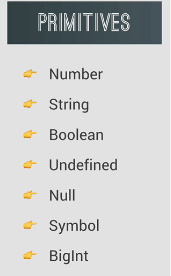 PRIMITIVES
Number
String
Boolean
Undefined
Null
Symbol
BigInt